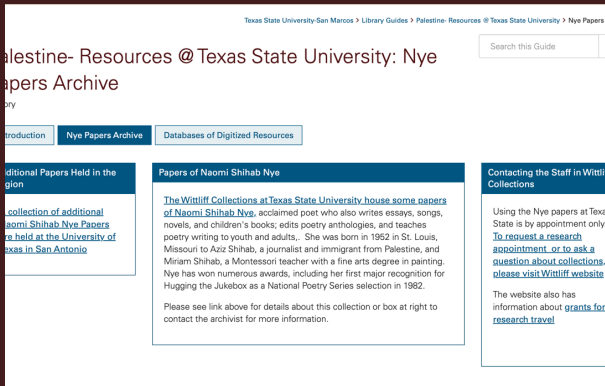 Texas State University-San Marcos > Library Guides > Palestine- Resources @ Texas State University > Nye Papers
alestine- Resources @ Texas State University: Nye
apers Archive
ory
Search this Guide
troduction
Nye Papers Archive
Databases of Digitized Resources
ditional Papers Held in the
gion
collection of additional
aomi Shihab Nye Papers
re held at the University of
exas in San Antonio
Papers of Naomi Shihab Nye
The Wittliff Collections at Texas State University house some papers
of Naomi Shihab Nye, acclaimed poet who also writes essays, songs,
novels, and children's books; edits poetry anthologies, and teaches
poetry writing to youth and adults,. She was born in 1952 in St. Louis,
Missouri to Aziz Shihab, a journalist and immigrant from Palestine, and
Miriam Shihab, a Montessori teacher with a fine arts degree in painting.
Nye has won numerous awards, including her first major recognition for
Hugging the Jukebox as a National Poetry Series selection in 1982.
Please see link above for details about this collection or box at right to
contact the archivist for more information.
Contacting the Staff in Wittli
Collections
Using the Nye papers at Texa
State is by appointment only
To request a research
appointment or to ask a
question about collections,
please visit Wittliff website
The website also has
information about grants for
research travel